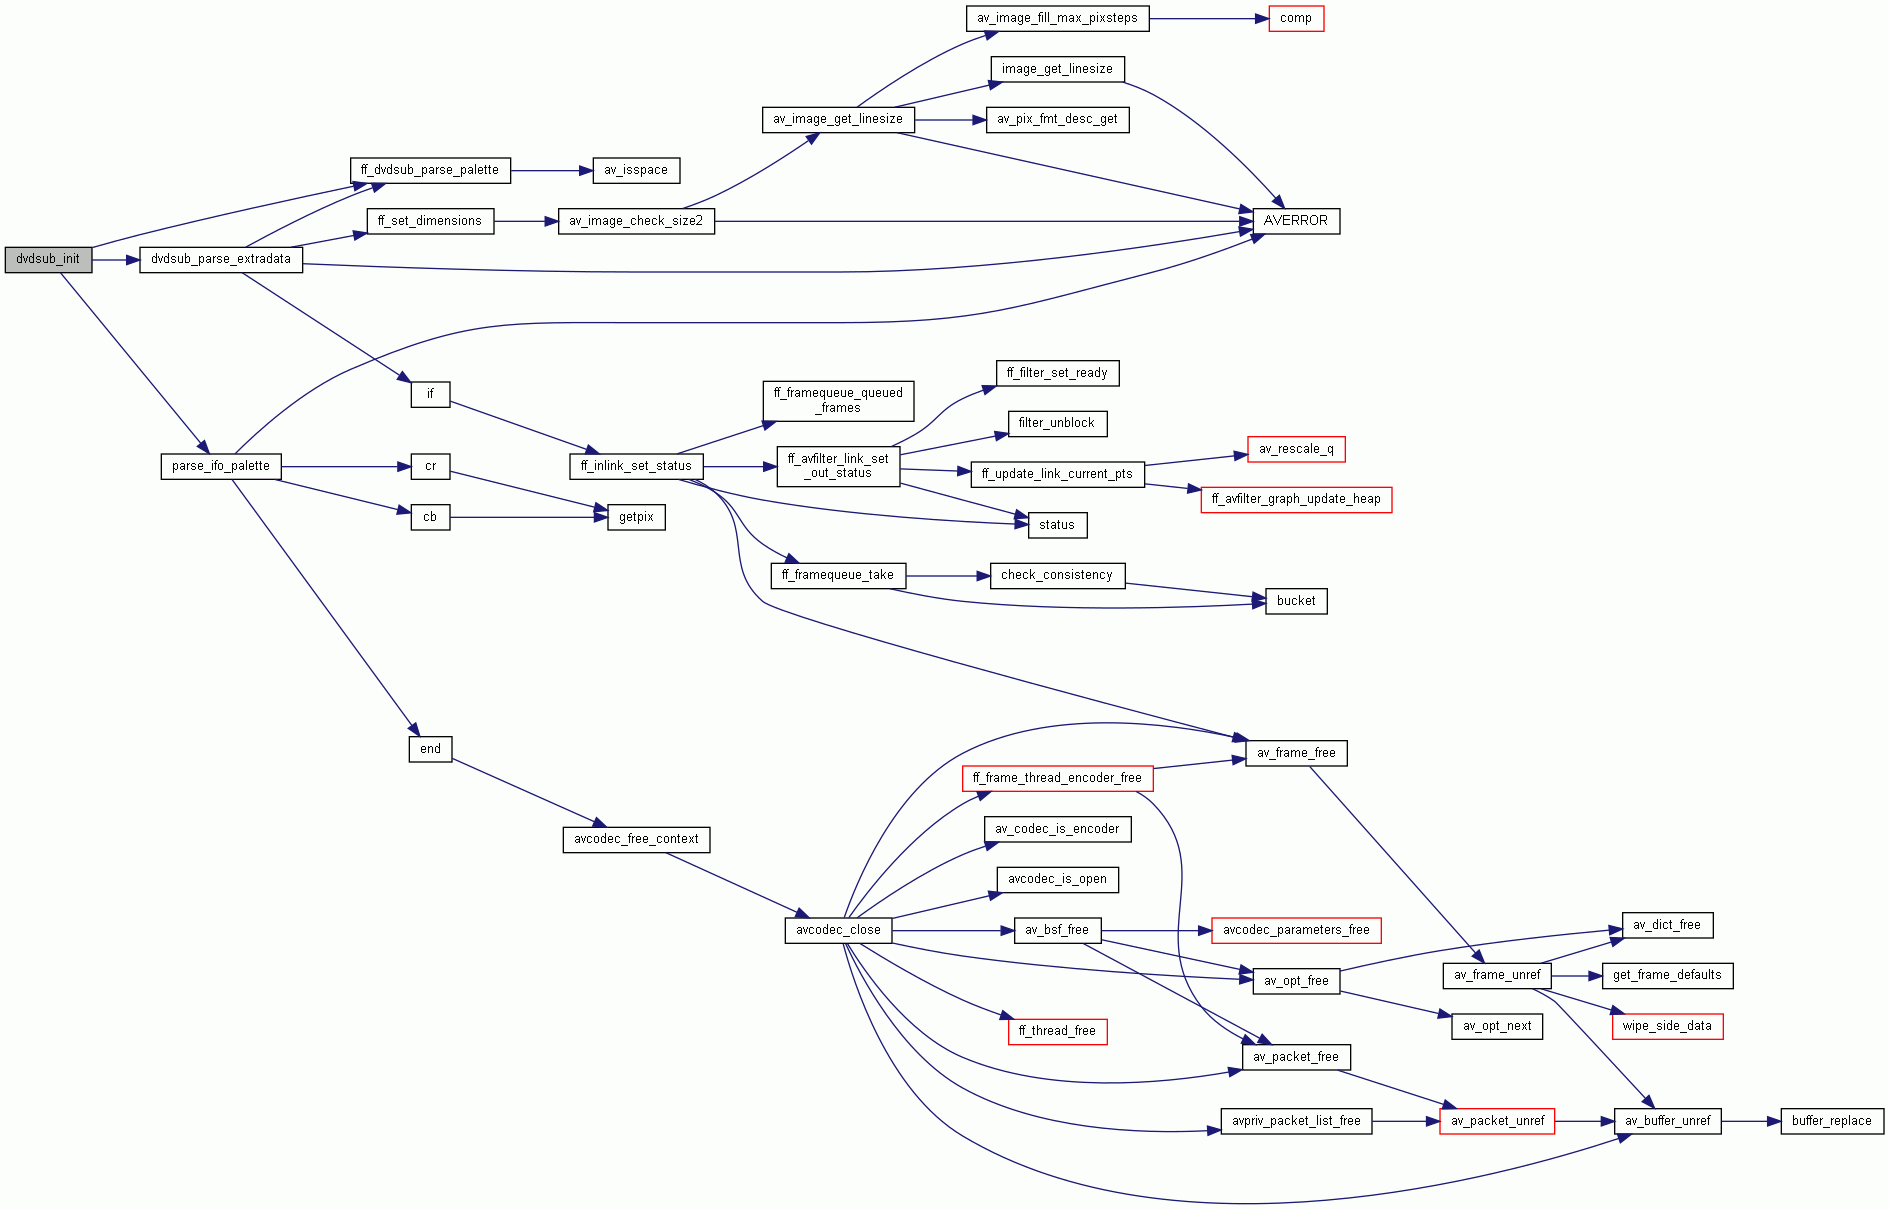 av_image_fill_max_pixsteps
comp
image_get_linesize
av_image_get_linesize
av_pix_fmt_desc_get
ff_dvdsub_parse_palette
av_isspace
ff_set_dimensions
av_image_check_size2
AVERROR
dvdsub_init
dvdsub_parse_extradata
ff_filter_set_ready
if
ff_framequeue_queued
_frames
filter_unblock
av_rescale_q
parse_ifo_palette
cr
ff_inlink_set_status
ff_avfilter_link_set
_out_status
ff_update_link_current_pts
ff_avfilter_graph_update_heap
cb
getpix
status
ff_framequeue_take
check_consistency
bucket
end
av_frame_free
ff_frame_thread_encoder_free
avcodec_free_context
av_codec_is_encoder
avcodec_is_open
avcodec_close
av_bsf_free
avcodec_parameters_free
av_dict_free
av_opt_free
av_frame_unref
get_frame_defaults
ff_thread_free
av_opt_next
wipe_side_data
av_packet_free
avpriv_packet_list_free
av_packet_unref
av_buffer_unref
buffer_replace